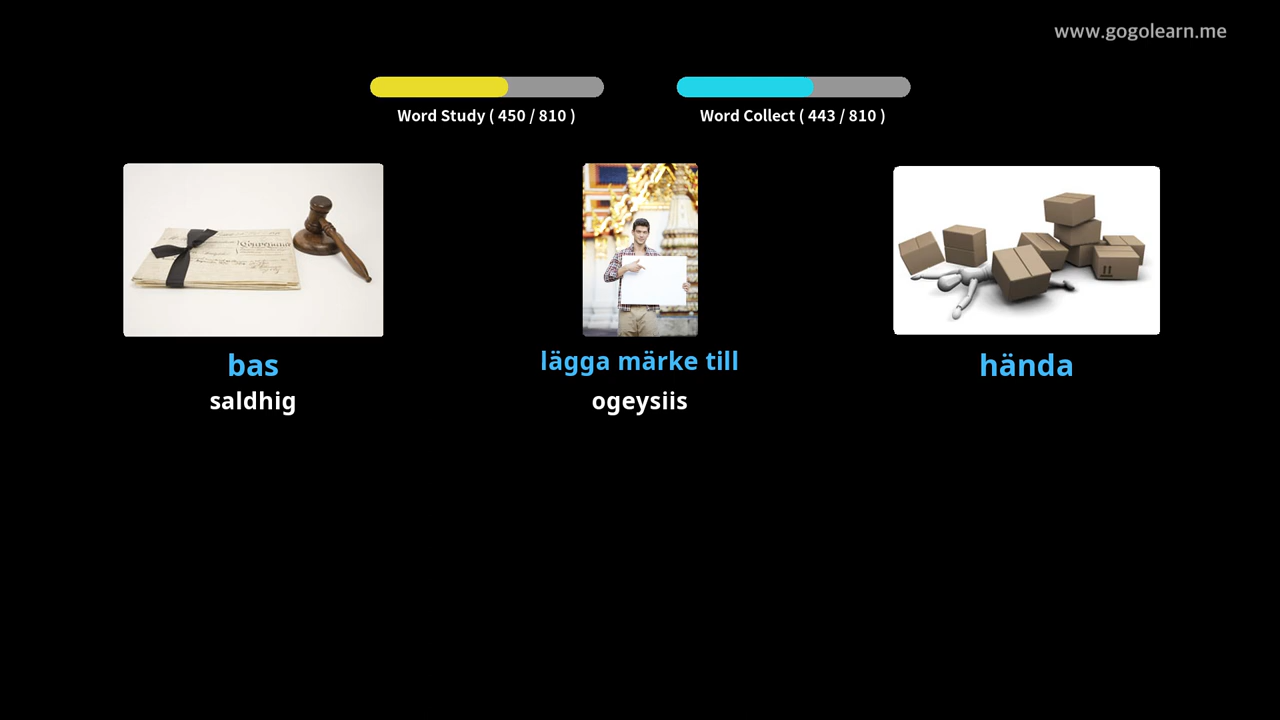 www.gogolearn.me
Word Study ( 450 / 810 )
Word Collect ( 443 / 810 )
bas
saldhig
lägga märke till
ogeysiis
hända